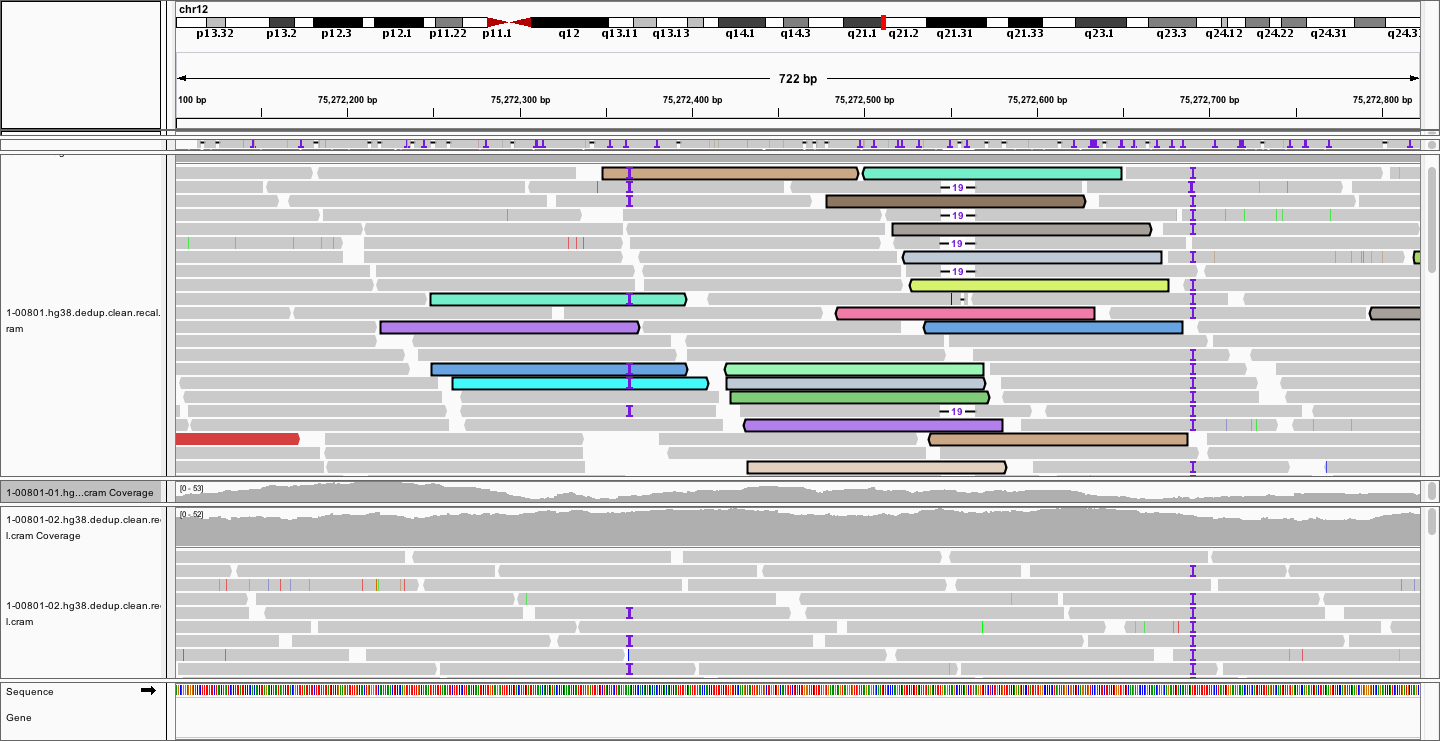 chr12
p13.32 p13.2 p12.3 p12.1 p11.22 p11.1 q12 q13.11 q13.13 q14.1 q14.3 q21.1 q21.2 q21.31 q21.33 q23.1 q23.3 q24.12 q24.22 q24.31 q24.3
722 bp
100 bp 75,272,200 bp 75,272,300 bp 75,272,400 bp 75,272,500 bp 75,272,600 bp 75,272,700 bp 75,272,800 bp
19
19
19
19
1-00801.hg38.dedup.clean.recal.
ram
19
1-00801-01.hg...cram Coverage
[0 - 53]
1-00801-02.hg38.dedup.clean.re
l.cram Coverage
[0 - 52]
1-00801-02.hg38.dedup.clean.re
l.cram
Sequence
Gene